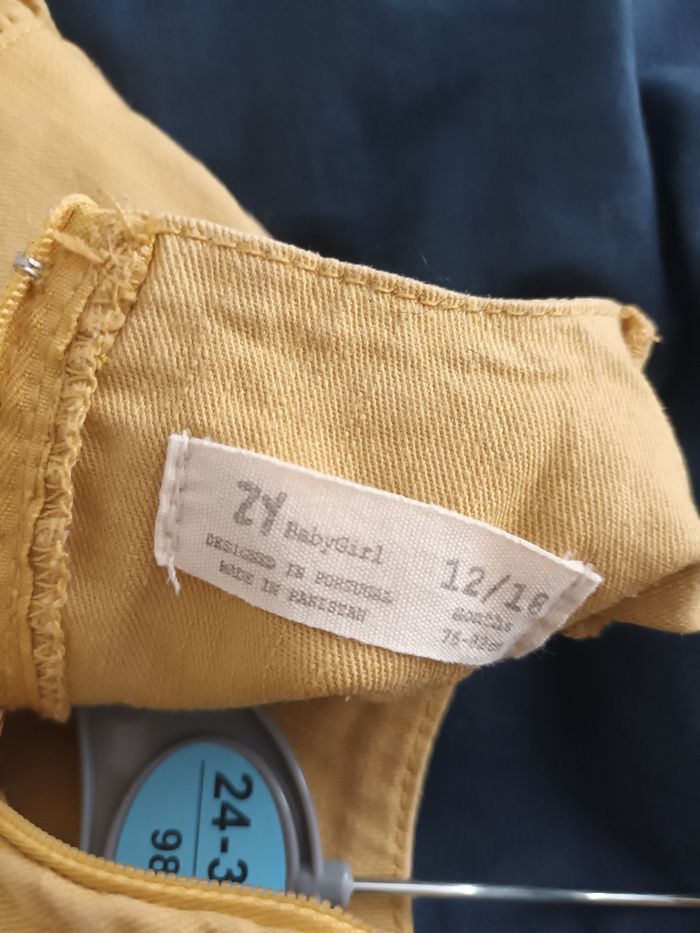 ZY BabyGirl
DESIGNED IN PORTUGAL
MADE IN PAKISTAN
12/18
24-3
98